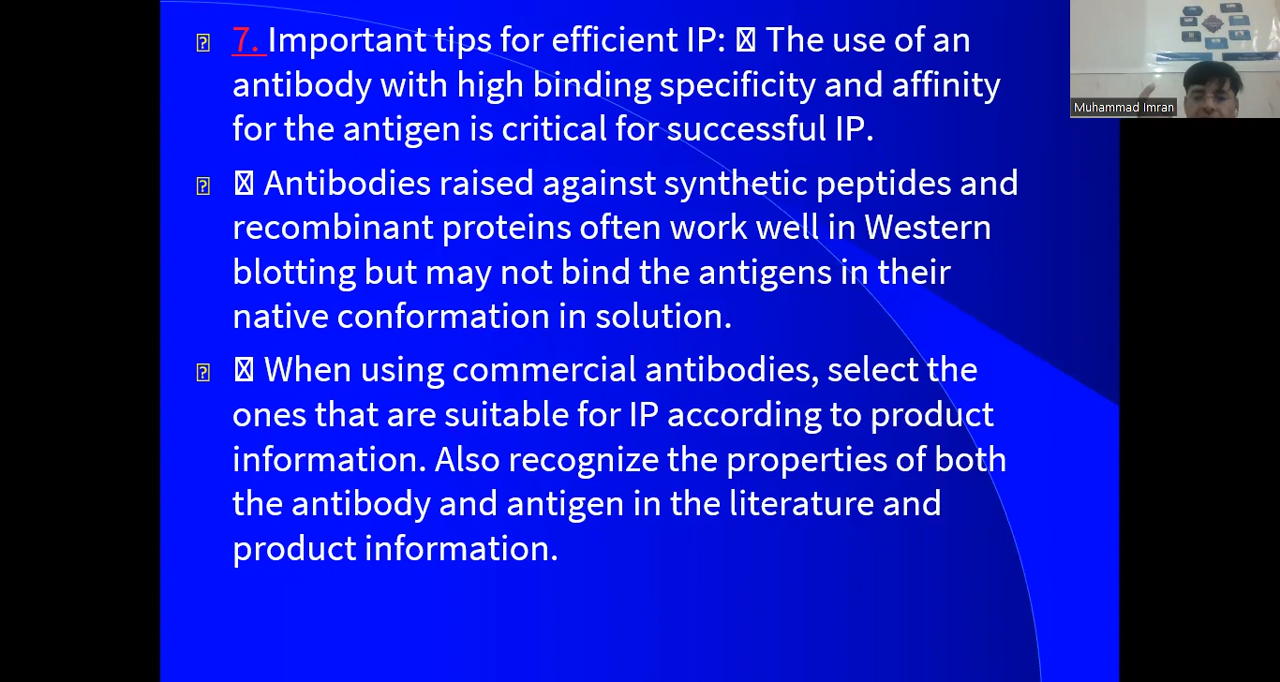 7. Important tips for efficient IP: The use of an
antibody with high binding specificity and affinity
for the antigen is critical for successful IP.
Antibodies raised against synthetic peptides and
recombinant proteins often work well in Western
blotting but may not bind the antigens in their
native conformation in solution.
When using commercial antibodies, select the
ones that are suitable for IP according to product
information. Also recognize the properties of both
the antibody and antigen in the literature and
product information.
Muhammad Imran